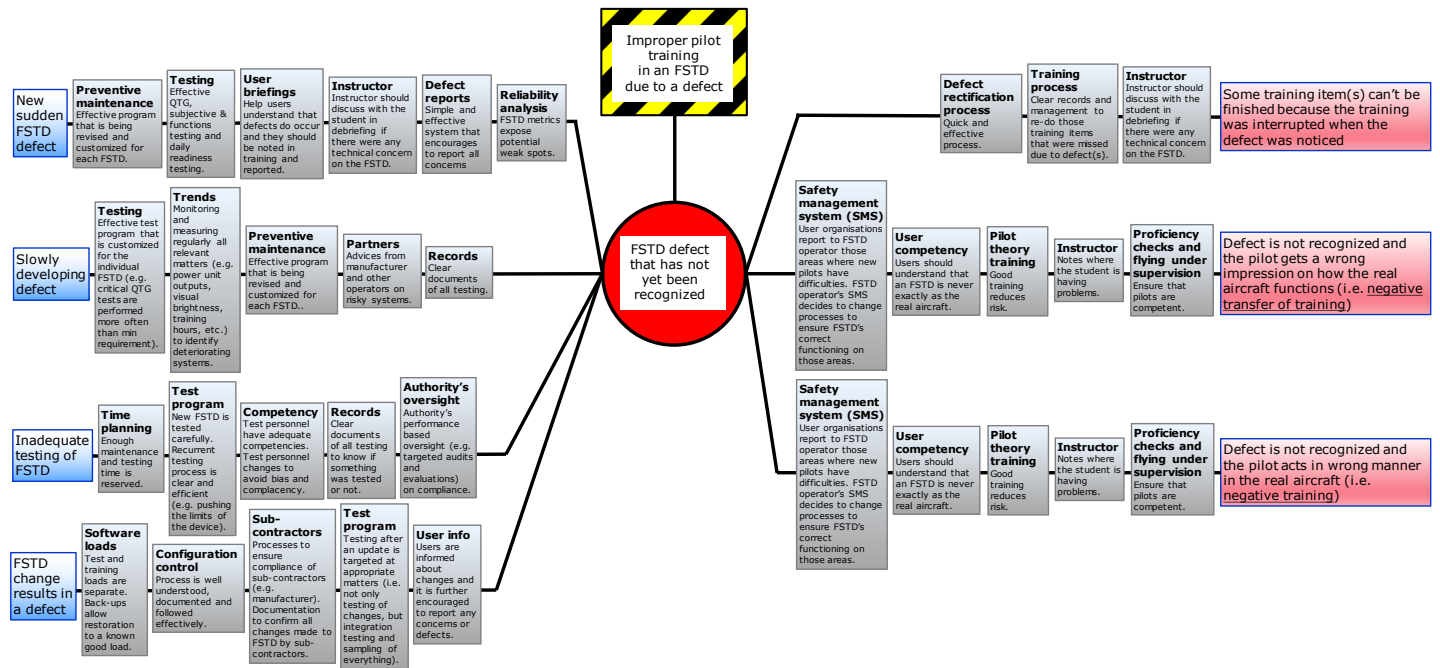 Improper pilot
training
in an FSTD
due to a defect
New
sudden
FSTD
defect
Preventive
maintenance
Effective program
that is being
revised and
customized for
each FSTD.
Testing
Effective
QTG,
subjective &
functions
testing and
daily
readiness
testing.
User
briefings
Help users
understand that
defects do occur
and they should
be noted in
training and
reported.
Instructor
Instructor should
discuss with the
student in
debriefing if
there were any
technical concern
on the FSTD.
Defect
reports
Simple and
effective
system that
encourages
to report all
concerns
Reliability
analysis
FSTD metrics
expose
potential
weak spots.
Defect
rectification
process
Quick and
effective
process.
Training
process
Clear records and
management to
re-do those
training items
that were missed
due to defect(s).
Instructor
Instructor should
discuss with the
student in
debriefing if
there were any
technical concern
on the FSTD.
Some training item(s) can't be
finished because the training
was interrupted when the
defect was noticed
Slowly
developing
defect
Testing
Effective test
program that
is customized
for the
individual
FSTD (e.g.
critical QTG
tests are
performed
more often
than min
requirement).
Trends
Monitoring
and
measuring
regularly all
relevant
matters (e.g.
power unit
outputs,
visual
brightness,
training
hours, etc.)
to identify
deteriorating
systems.
Preventive
maintenance
Effective program
that is being
revised and
customized for
each FSTD..
Partners
Advices from
manufacturer
and other
operators on
risky systems.
Records
Clear
documents
of all testing.
FSTD defect
that has not
yet been
recognized
Safety
management
system (SMS)
User organisations
report to FSTD
operator those
areas where new
pilots have
difficulties. FSTD
operator's SMS
decides to change
processes to
ensure FSTD's
correct
functioning on
those areas.
User
competency
Users should
understand that
an FSTD is never
exactly as the
real aircraft.
Pilot
theory
training
Good
training
reduces
risk.
Instructor
Notes where
the student is
having
problems.
Proficiency
checks and
flying under
supervision
Ensure that
pilots are
competent.
Defect is not recognized and
the pilot gets a wrong
impression on how the real
aircraft functions (i.e. negative
transfer of training)
Inadequate
testing of
FSTD
Time
planning
Enough
maintenance
and testing
time is
reserved.
Test
program
New FSTD is
tested
carefully.
Recurrent
testing
process is
clear and
efficient
(e.g. pushing
the limits of
the device).
Competency
Test personnel
have adequate
competencies.
Test personnel
changes to
avoid bias and
complacency.
Records
Clear
documents
of all testing
to know if
something
was tested
or not.
Authority's
oversight
Authority's
performance
based
oversight (e.g.
targeted audits
and
evaluations)
on compliance.
Safety
management
system (SMS)
User organisations
report to FSTD
operator those
areas where new
pilots have
difficulties. FSTD
operator's SMS
decides to change
processes to
ensure FSTD's
correct
functioning on
those areas.
User
competency
Users should
understand that
an FSTD is never
exactly as the
real aircraft.
Pilot
theory
training
Good
training
reduces
risk.
Instructor
Notes where
the student is
having
problems.
Proficiency
checks and
flying under
supervision
Ensure that
pilots are
competent.
Defect is not recognized and
the pilot acts in wrong manner
in the real aircraft (i.e.
negative training)
FSTD
change
results in
a defect
Software
loads
Test and
training
loads are
separate.
Back-ups
allow
restoration
to a known
good load.
Configuration
control
Process is well
understood,
documented and
followed
effectively.
Sub-
contractors
Processes to
ensure
compliance of
sub-contractors
(e.g.
manufacturer).
Documentation
to confirm all
changes made to
FSTD by sub-
contractors.
Test
program
Testing after
an update is
targeted at
appropriate
matters (i.e.
not only
testing of
changes, but
integration
testing and
sampling of
everything).
User info
Users are
informed
about
changes and
it is further
encouraged
to report any
concerns or
defects.